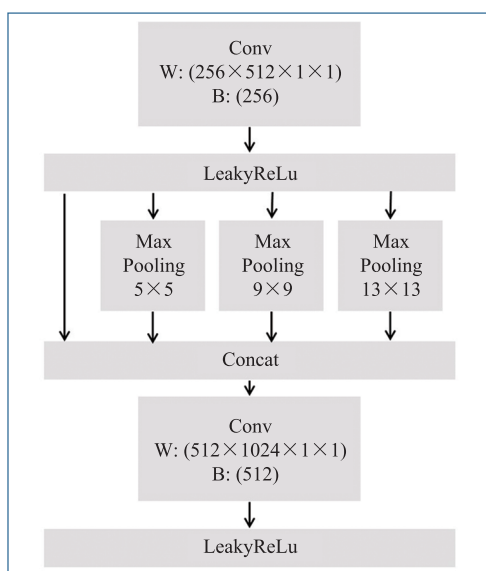 Conv
W: (256×512×1×1)
B: (256)
LeakyReLu
Max
Pooling
5×5
Max
Pooling
9×9
Max
Pooling
13×13
Concat
Conv
W: (512×1024×1×1)
B: (512)
LeakyReLu